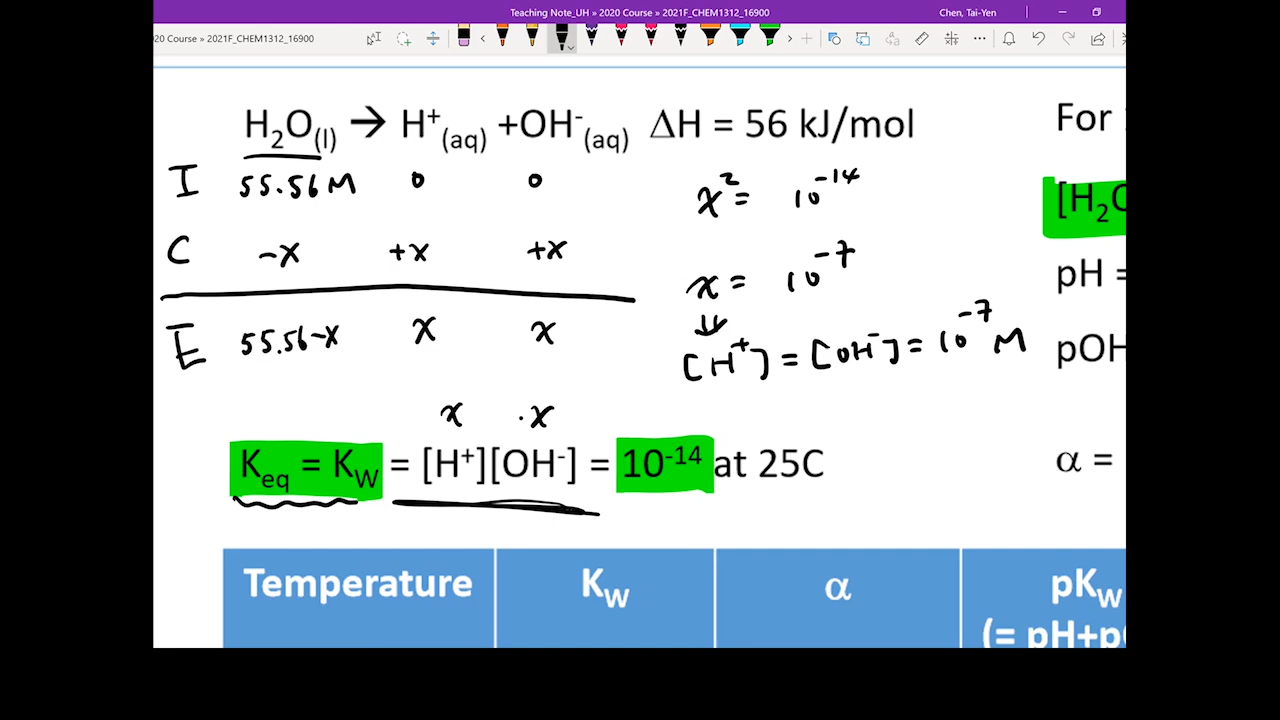 Teaching Note_UH » 2020 Course » 2021F_CHEM1312_16900
Chen, Tai-Yen
2020 Course » 2021F_CHEM1312_16900
H₂O(l) → H⁺(aq) +OH⁻(aq) ΔH = 56 kJ/mol
For
I 55.56M 0 0
x² = 10⁻¹⁴
[H₂O
C -x +x +x
x = 10⁻⁷
pH =
E 55.56-x x x
[H⁺] = [OH⁻] = 10⁻⁷ M
pOH
x · x
Keq = KW = [H⁺][OH⁻] = 10⁻¹⁴ at 25C
α =
Temperature KW α pKW
(= pH+p